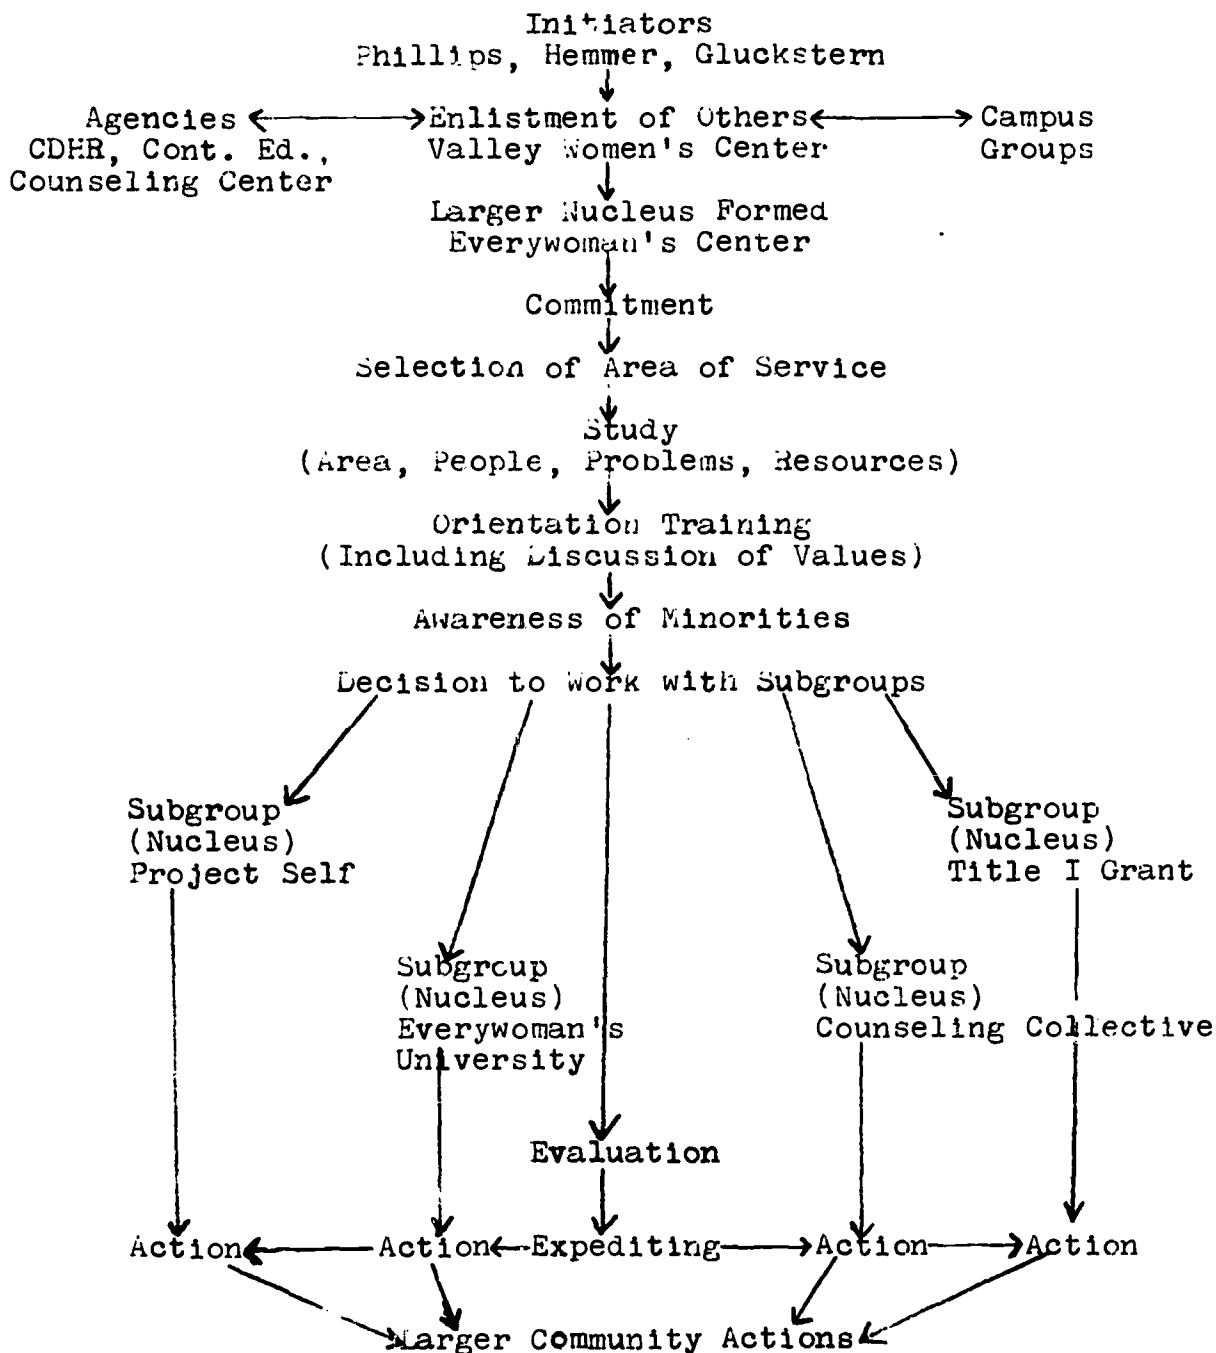 Initiators
Phillips, Hemmer, Gluckstern
Agencies
CDHR, Cont. Ed.,
Counseling Center
Enlistment of Others
Valley Women's Center
Campus
Groups
Larger Nucleus Formed
Everywoman's Center
Commitment
Selection of Area of Service
Study
(Area, People, Problems, Resources)
Orientation Training
(Including Discussion of Values)
Awareness of Minorities
Decision to Work with Subgroups
Subgroup
(Nucleus)
Project Self
Subgroup
(Nucleus)
Title I Grant
Subgroup
(Nucleus)
Everywoman's
University
Subgroup
(Nucleus)
Counseling Collective
Evaluation
Action
Action
Expediting
Action
Action
Larger Community Actions